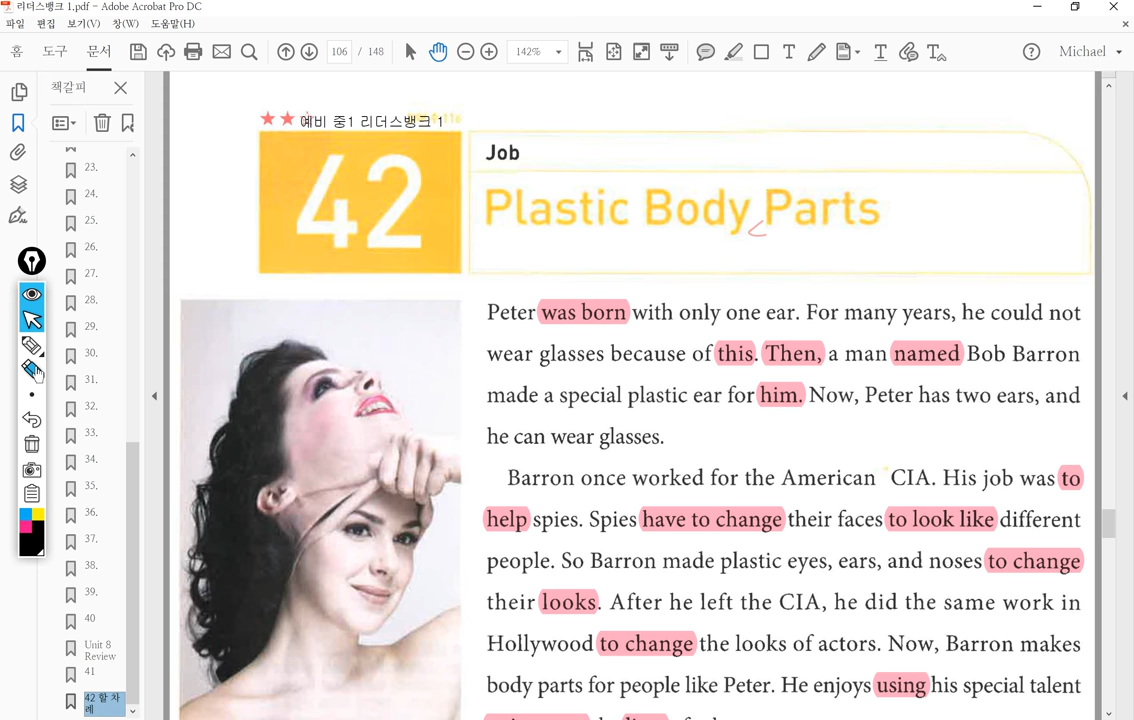 리더스뱅크 1.pdf - Adobe Acrobat Pro DC
파일 편집 보기(V) 창(W) 도움말(H)
홈 도구 문서 106 / 148 142% Michael
책갈피
23.
24.
25.
26.
27.
28.
29.
30.
31.
32.
33.
34.
35.
36.
37.
38.
39.
40
Unit 8
Review
41
42 할 차
례
예비 중1 리더스뱅크 1
42
Job
Plastic Body Parts
Peter was born with only one ear. For many years, he could not
wear glasses because of this. Then, a man named Bob Barron
made a special plastic ear for him. Now, Peter has two ears, and
he can wear glasses.
Barron once worked for the American *CIA. His job was to
help spies. Spies have to change their faces to look like different
people. So Barron made plastic eyes, ears, and noses to change
their looks. After he left the CIA, he did the same work in
Hollywood to change the looks of actors. Now, Barron makes
body parts for people like Peter. He enjoys using his special talent